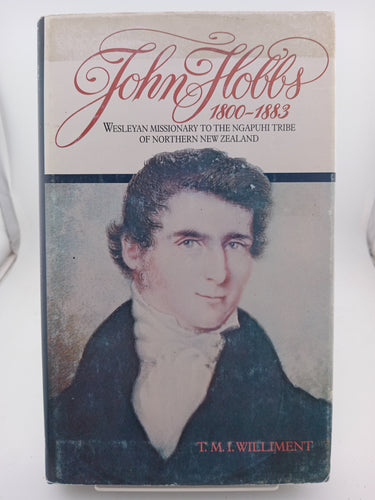 John Hobbs
1800-1883
WESLEYAN MISSIONARY TO THE NGAPUHI TRIBE
OF NORTHERN NEW ZEALAND
T. M. I. WILLIMENT